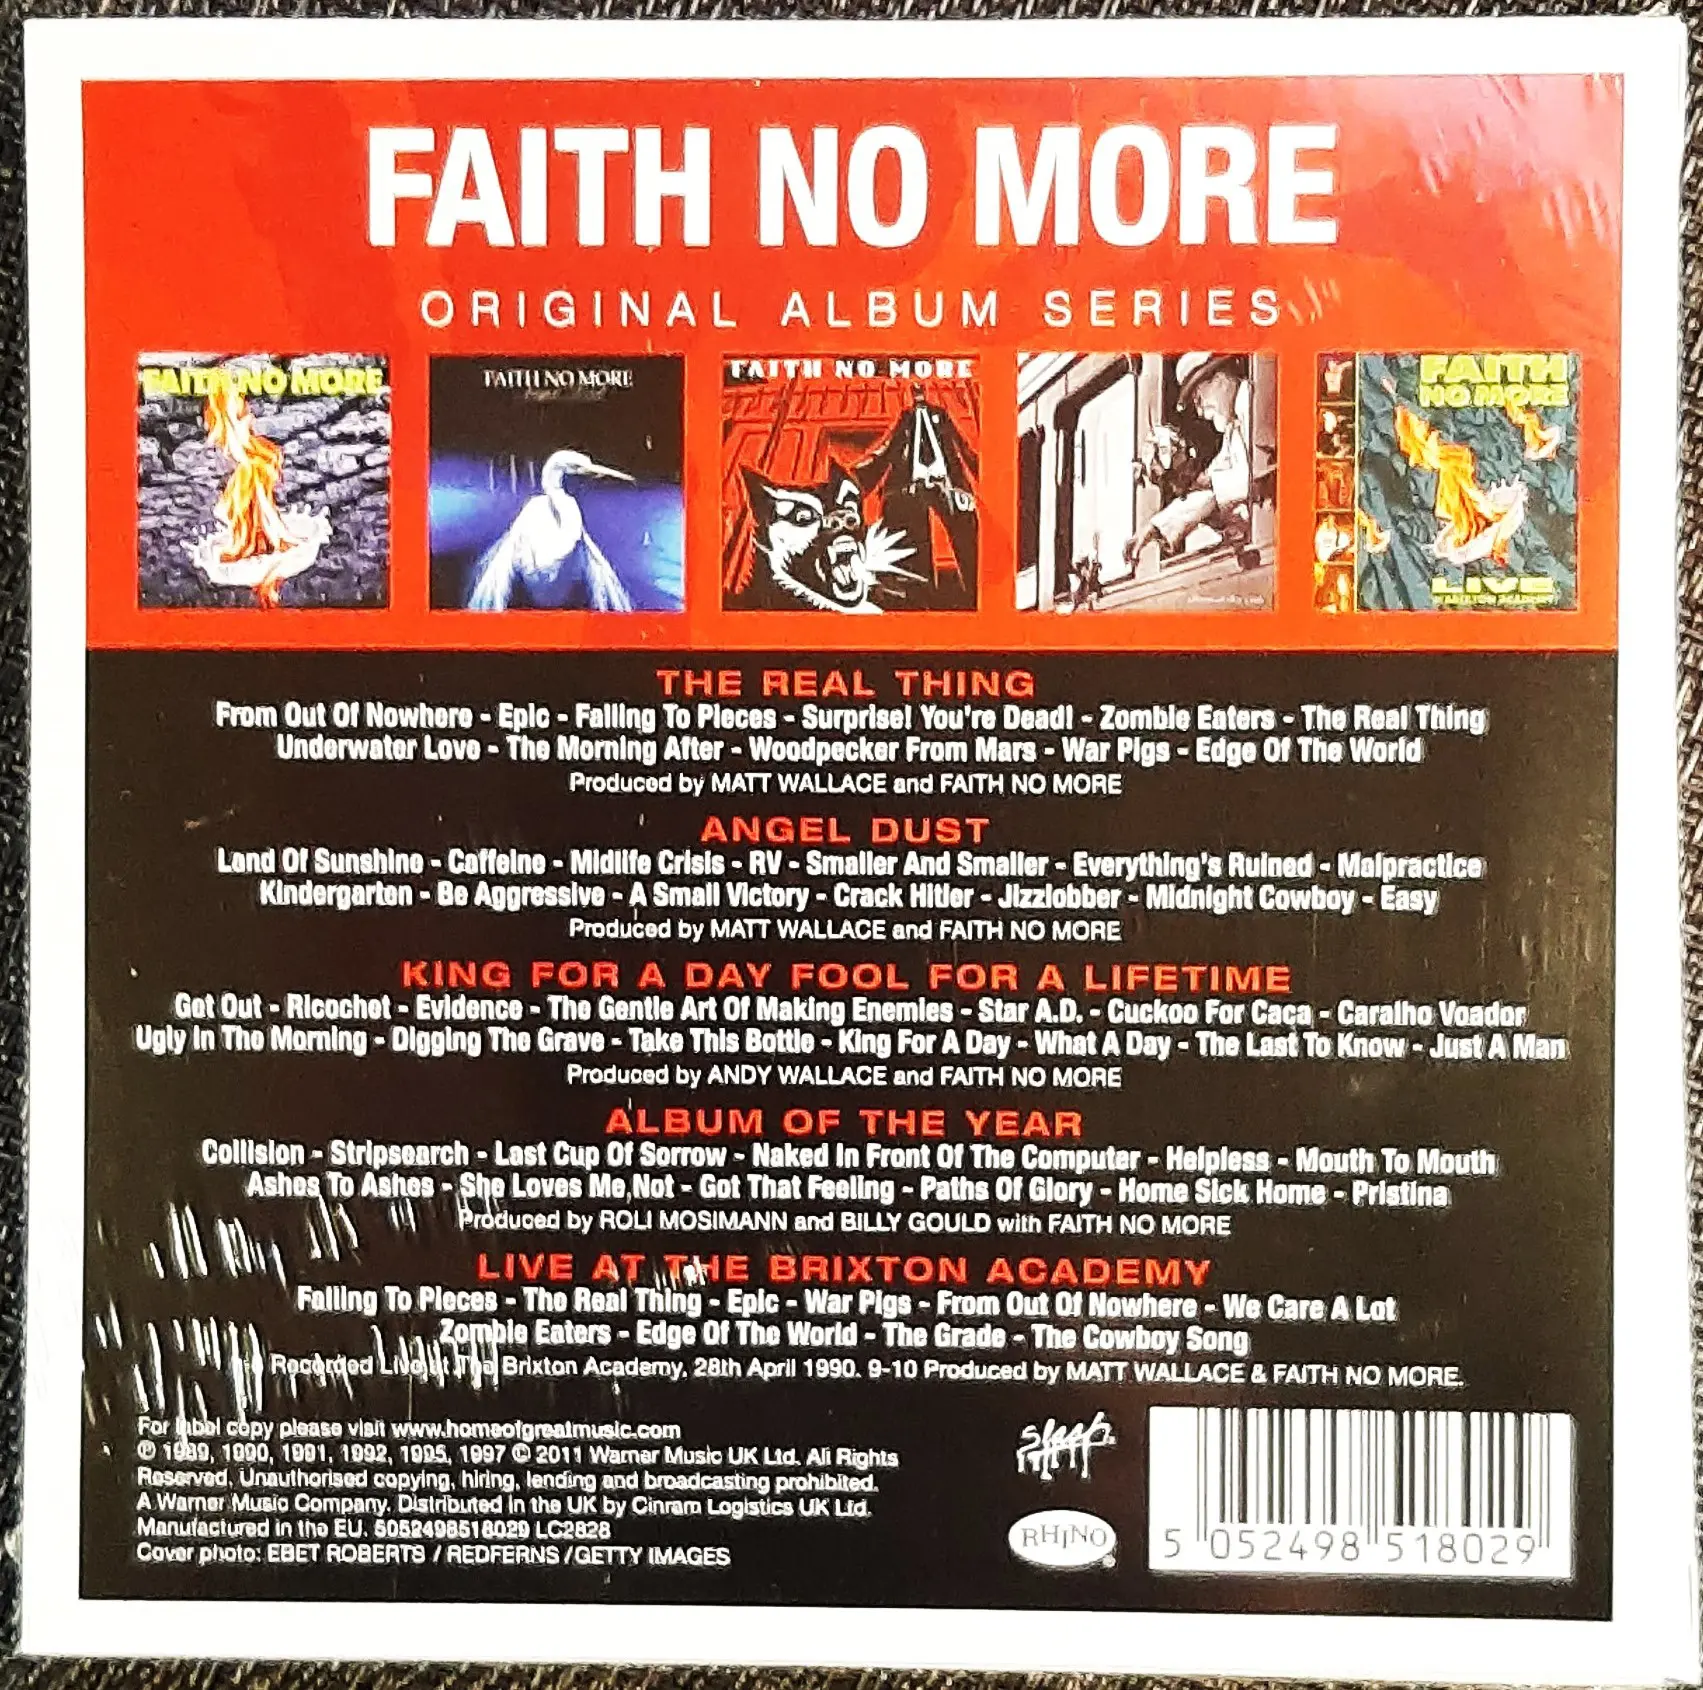 FAITH NO MORE
ORIGINAL ALBUM SERIES
FAITH NO MORE
FAITH NO MORE
FAITH NO MORE
FAITH
NO MORE
LIVE
THE REAL THING
From Out Of Nowhere - Epic - Falling To Pieces - Surprise! You're Dead! - Zombie Eaters - The Real Thing
Underwater Love - The Morning After - Woodpecker From Mars - War Pigs - Edge Of The World
Produced by MATT WALLACE and FAITH NO MORE
ANGEL DUST
Land Of Sunshine - Caffeine - Midlife Crisis - RV - Smaller And Smaller - Everything's Ruined - Malpractice
Kindergarten - Be Aggressive - A Small Victory - Crack Hitler - Jizzlobber - Midnight Cowboy - Easy
Produced by MATT WALLACE and FAITH NO MORE
KING FOR A DAY FOOL FOR A LIFETIME
Get Out - Ricochet - Evidence - The Gentle Art Of Making Enemies - Star A.D. - Cuckoo For Caca - Caralho Voador
Ugly In The Morning - Digging The Grave - Take This Bottle - King For A Day - What A Day - The Last To Know - Just A Man
Produced by ANDY WALLACE and FAITH NO MORE
ALBUM OF THE YEAR
Collision - Stripsearch - Last Cup Of Sorrow - Naked In Front Of The Computer - Helpless - Mouth To Mouth
Ashes To Ashes - She Loves Me Not - Got That Feeling - Paths Of Glory - Home Sick Home - Pristina
Produced by ROLI MOSIMANN and BILLY GOULD with FAITH NO MORE
LIVE AT THE BRIXTON ACADEMY
Falling To Pieces - The Real Thing - Epic - War Pigs - From Out Of Nowhere - We Care A Lot
Zombie Eaters - Edge Of The World - The Grade - The Cowboy Song
Recorded Live at The Brixton Academy, 28th April 1990. 9-10 Produced by MATT WALLACE & FAITH NO MORE.
For label copy please visit www.homeofgreatmusic.com
℗ 1989, 1990, 1991, 1992, 1995, 1997 © 2011 Warner Music UK Ltd. All Rights
Reserved. Unauthorised copying, hiring, lending and broadcasting prohibited.
A Warner Music Company. Distributed in the UK by Cinram Logistics UK Ltd.
Manufactured in the EU. 5052498518029 LC2828
Cover photo: EBET ROBERTS / REDFERNS / GETTY IMAGES
slash
RHINO
5 052498 518029